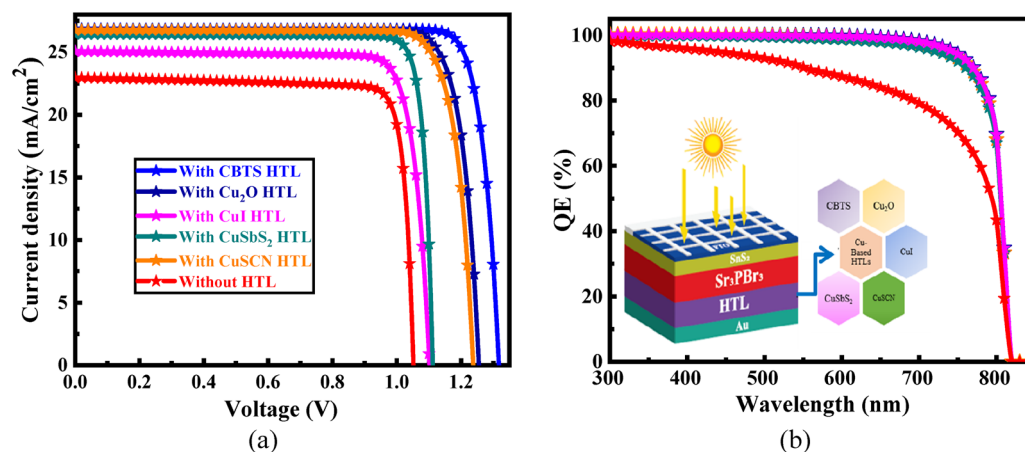 Current density (mA/cm²)
25
20
15
10
5
0
With CBTS HTL
With Cu₂O HTL
With CuI HTL
With CuSbS₂ HTL
With CuSCN HTL
Without HTL
0.0 0.2 0.4 0.6 0.8 1.0 1.2
Voltage (V)
(a)
QE (%)
100
80
60
40
20
0
SnS₂
Sr₃PBr₃
HTL
Au
CBTS
Cu₂O
Cu-
Based
HTLs
CuI
CuSbS₂
CuSCN
300 400 500 600 700 800
Wavelength (nm)
(b)